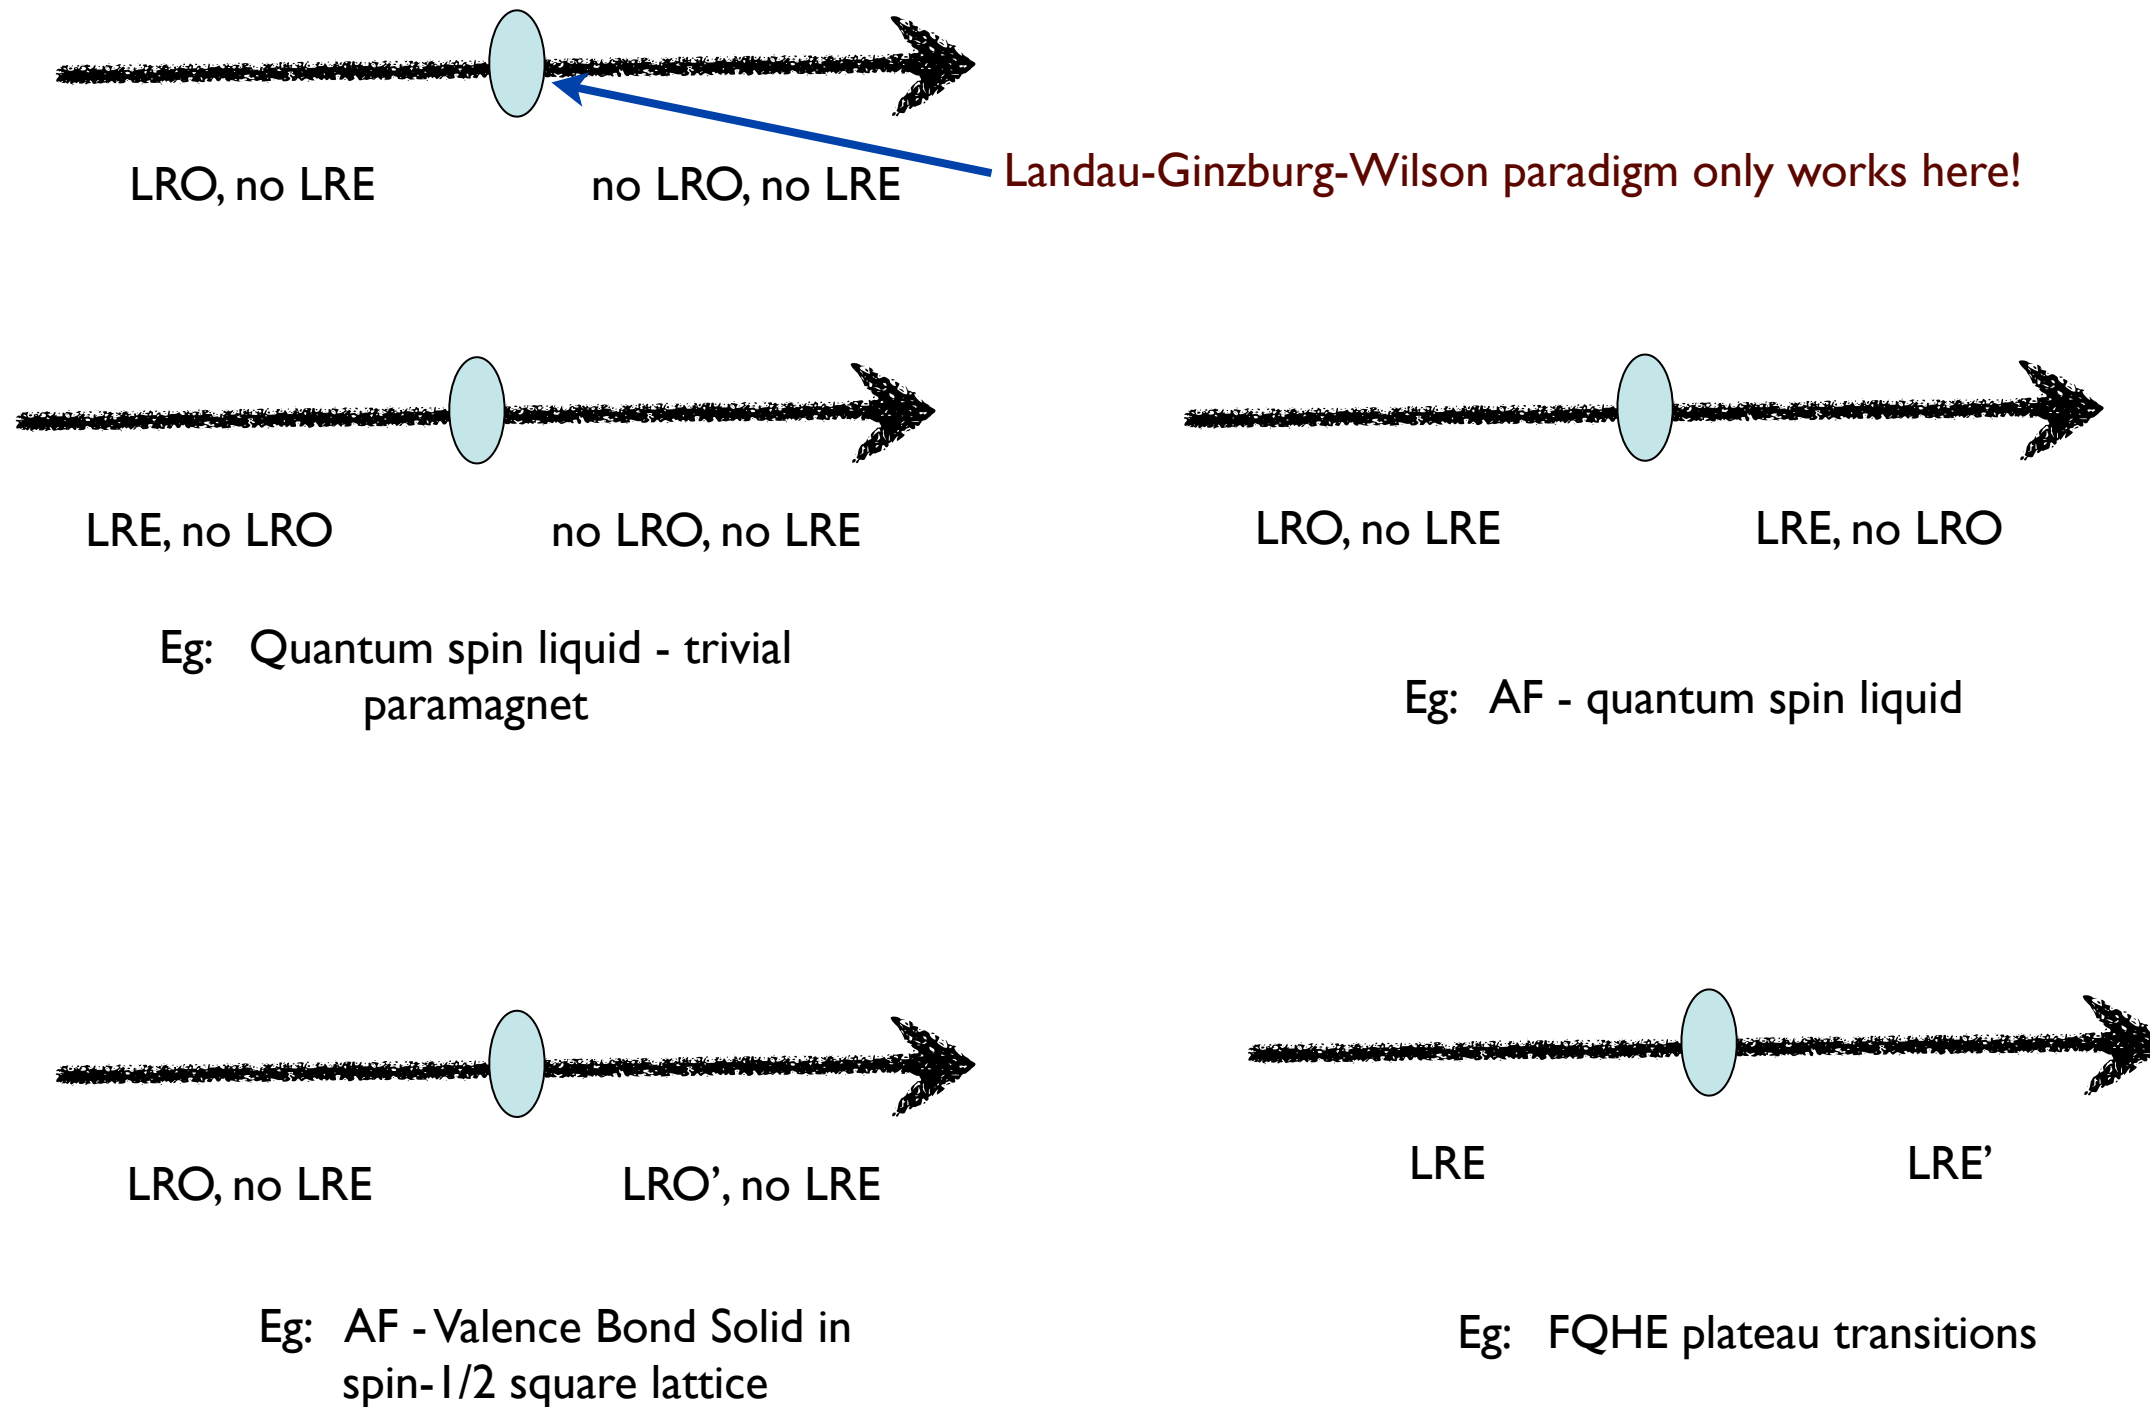 LRO, no LRE
no LRO, no LRE
Landau-Ginzburg-Wilson paradigm only works here!
LRE, no LRO
no LRO, no LRE
LRO, no LRE
LRE, no LRO
Eg: Quantum spin liquid - trivial
paramagnet
Eg: AF - quantum spin liquid
LRO, no LRE
LRO’, no LRE
LRE
LRE’
Eg: AF - Valence Bond Solid in
spin-1/2 square lattice
Eg: FQHE plateau transitions